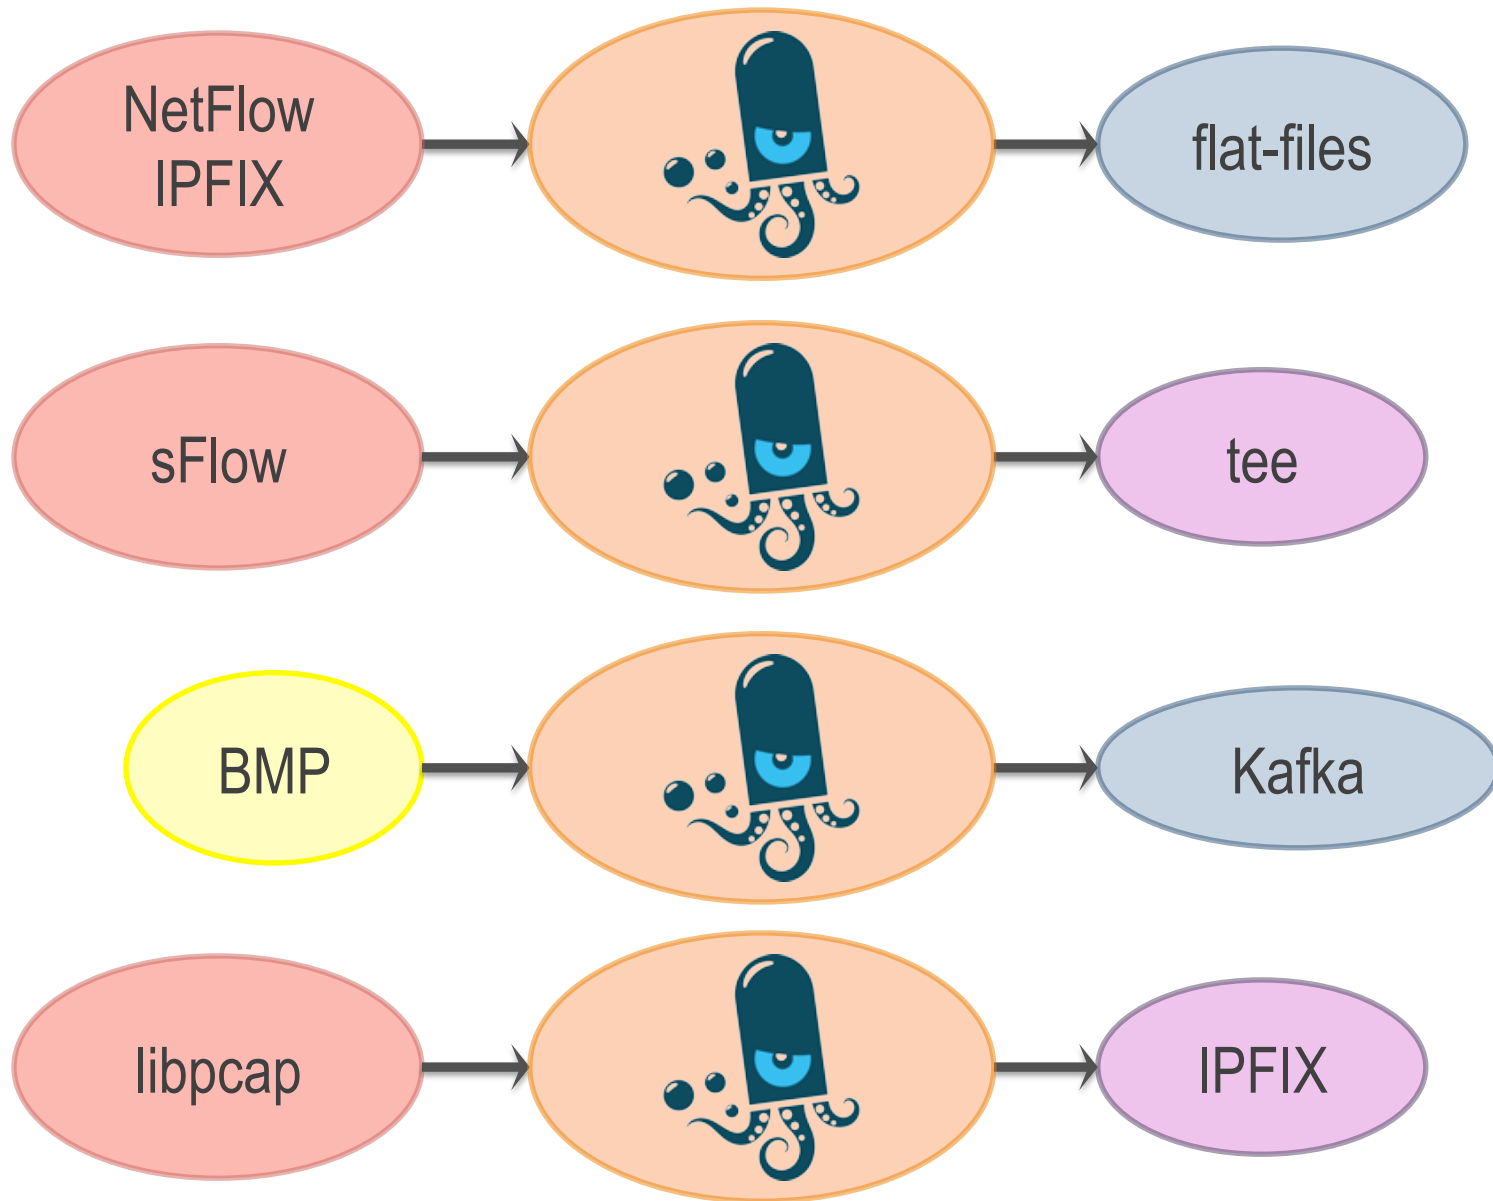 NetFlow
IPFIX
flat-files
sFlow
tee
BMP
Kafka
libpcap
IPFIX